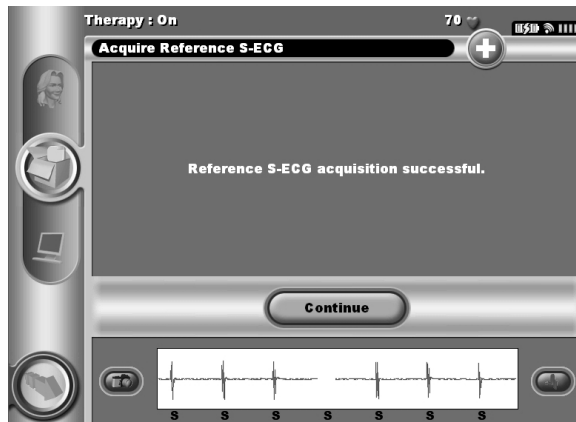 Therapy : On 70
Acquire Reference S-ECG
Reference S-ECG acquisition successful.
Continue
S S S S S S S